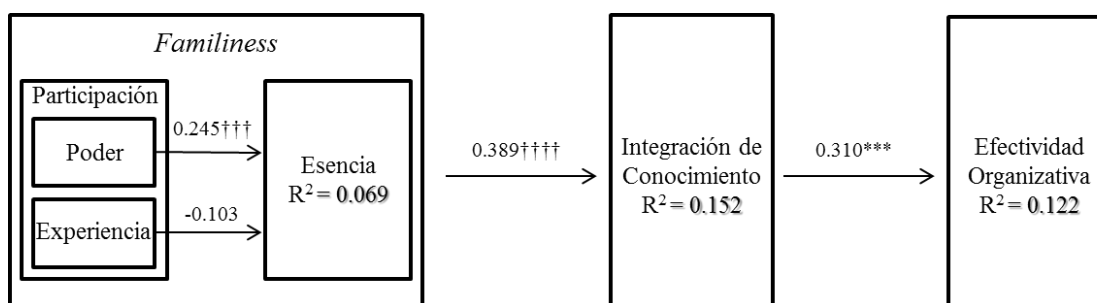 Familiness
Participación
Poder
Experiencia
0.245†††
-0.103
Esencia
R² = 0.069
0.389††††
Integración de
Conocimiento
R² = 0.152
0.310***
Efectividad
Organizativa
R² = 0.122